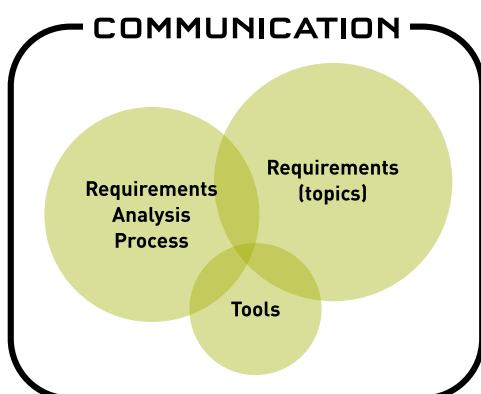 COMMUNICATION
Requirements
Analysis
Process
Requirements
(topics)
Tools